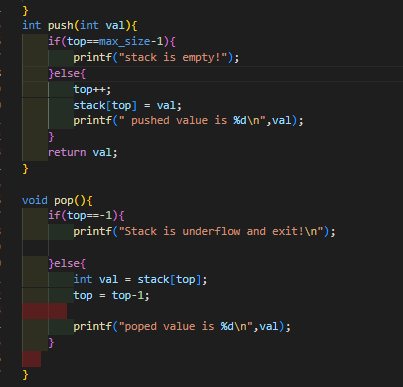 }
int push(int val){
    if(top==max_size-1){
        printf("stack is empty!");
    }else{
        top++;
        stack[top] = val;
        printf(" pushed value is %d\n",val);
    }
    return val;
}

void pop(){
    if(top==-1){
        printf("Stack is underflow and exit!\n");

    }else{
        int val = stack[top];
        top = top-1;

        printf("poped value is %d\n",val);
    }

}